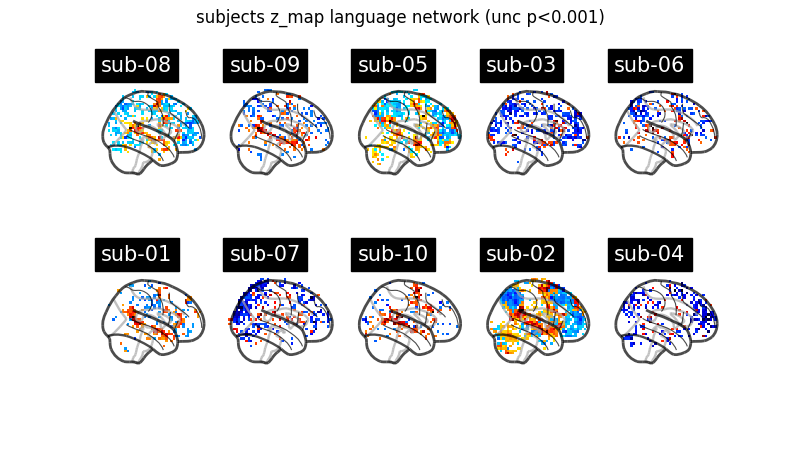 subjects z_map language network (unc p<0.001)
sub-08
sub-09
sub-05
sub-03
sub-06
sub-01
sub-07
sub-10
sub-02
sub-04